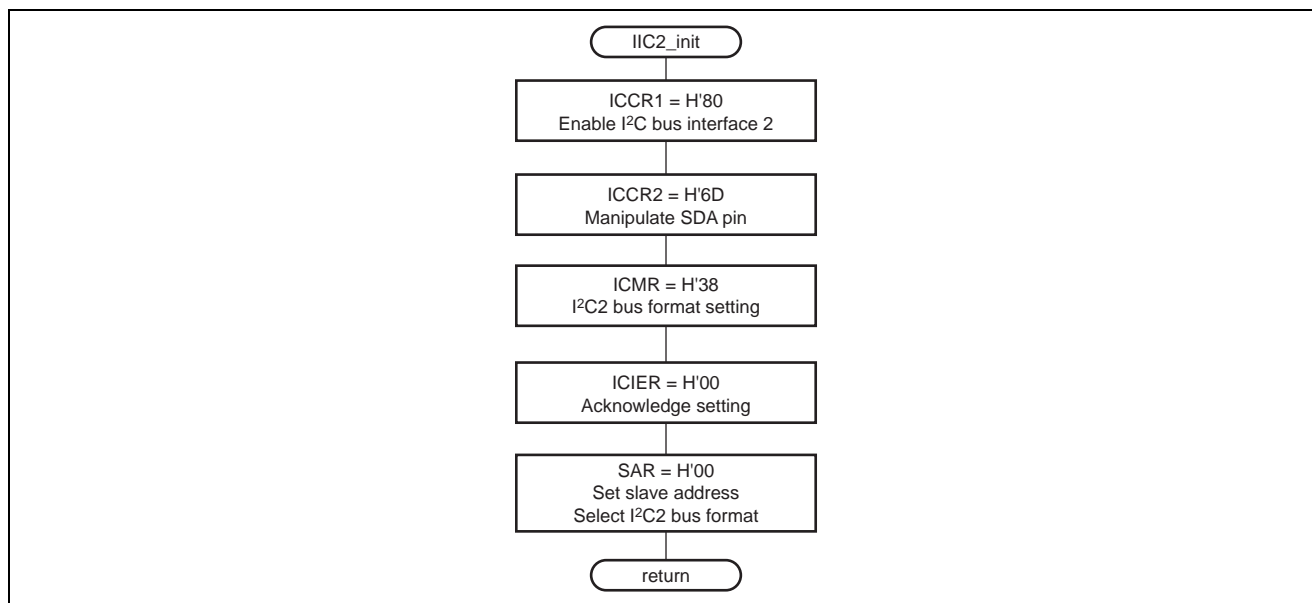 IIC2_init
ICCR1 = H'80
Enable I²C bus interface 2
ICCR2 = H'6D
Manipulate SDA pin
ICMR = H'38
I²C2 bus format setting
ICIER = H'00
Acknowledge setting
SAR = H'00
Set slave address
Select I²C2 bus format
return